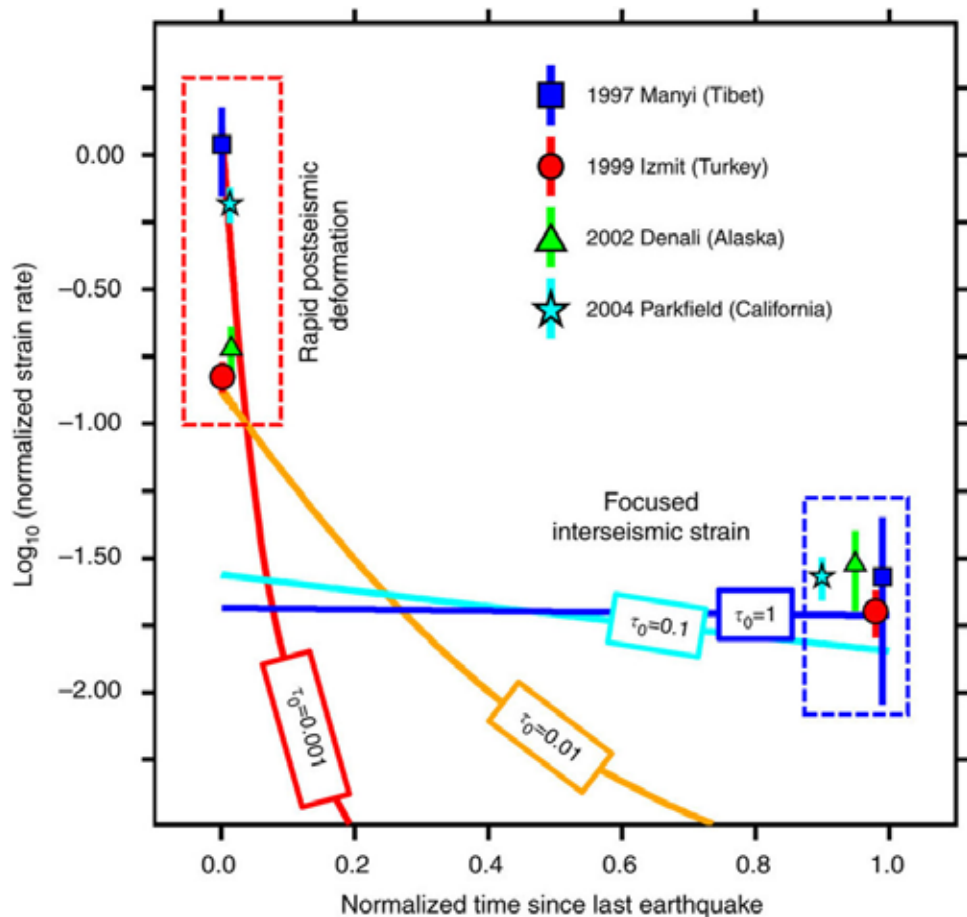 1997 Manyi (Tibet)
1999 Izmit (Turkey)
2002 Denali (Alaska)
2004 Parkfield (California)
Rapid postseismic
deformation
Focused
interseismic strain
τ₀=0.001
τ₀=0.01
τ₀=0.1
τ₀=1
Log₁₀ (normalized strain rate)
0.00
−0.50
−1.00
−1.50
−2.00
0.0 0.2 0.4 0.6 0.8 1.0
Normalized time since last earthquake